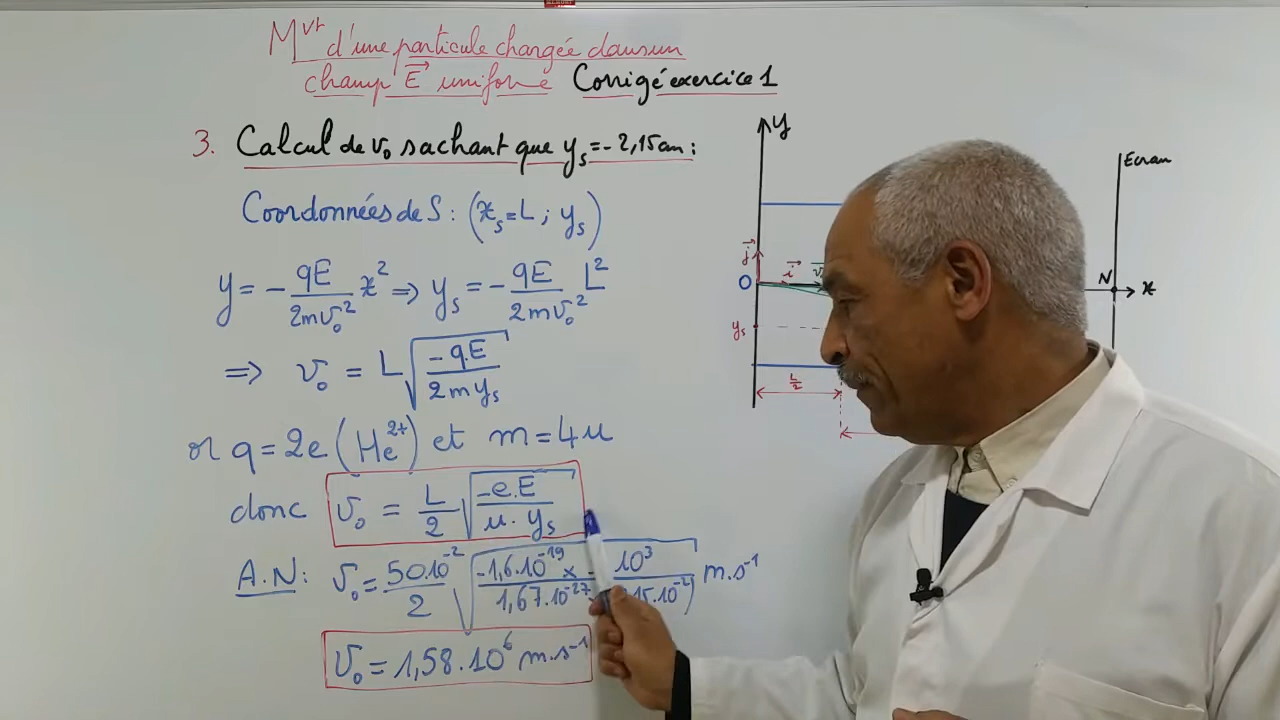 Mvt d'une particule chargée dans un
champ E uniforme Corrigé exercice 1
3. Calcul de v₀ sachant que yₛ = -2,15cm :
Coordonnées de S : (xₛ = L ; yₛ)
y = - qE / 2mv₀² x² ⇒ yₛ = - qE / 2mv₀² L²
⇒ v₀ = L √(-q.E / 2m yₛ)
or q = 2e (He²⁺) et m = 4u
donc v₀ = L/2 √(-e.E / u.yₛ)
A.N : v₀ = 50.10⁻² / 2 √(-1,6.10⁻¹⁹ × 10³ / 1,67.10⁻²⁷ 15.10⁻²) m.s⁻¹
v₀ = 1,58.10⁶ m.s⁻¹
y
Ecran
j
i
v
O
N
x
yₛ
L/2